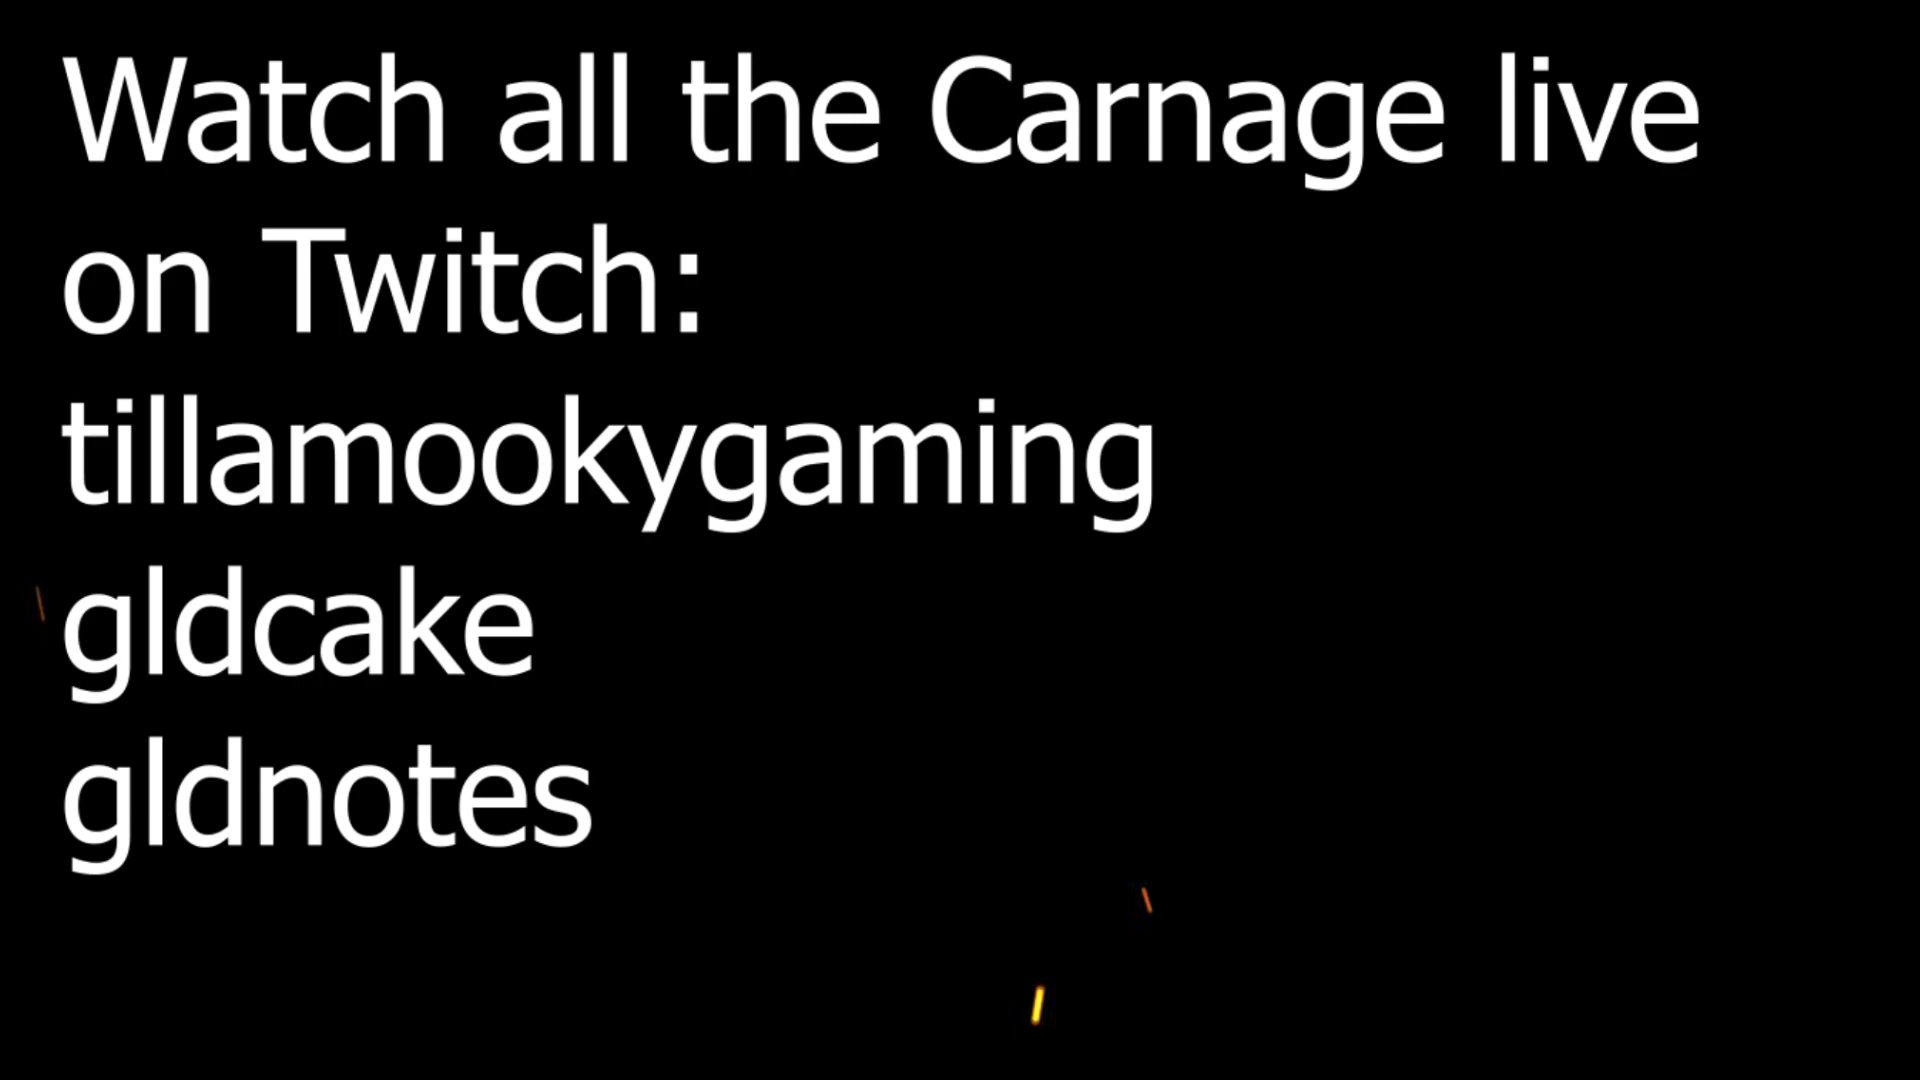 Watch all the Carnage live
on Twitch:
tillamookygaming
gldcake
gldnotes